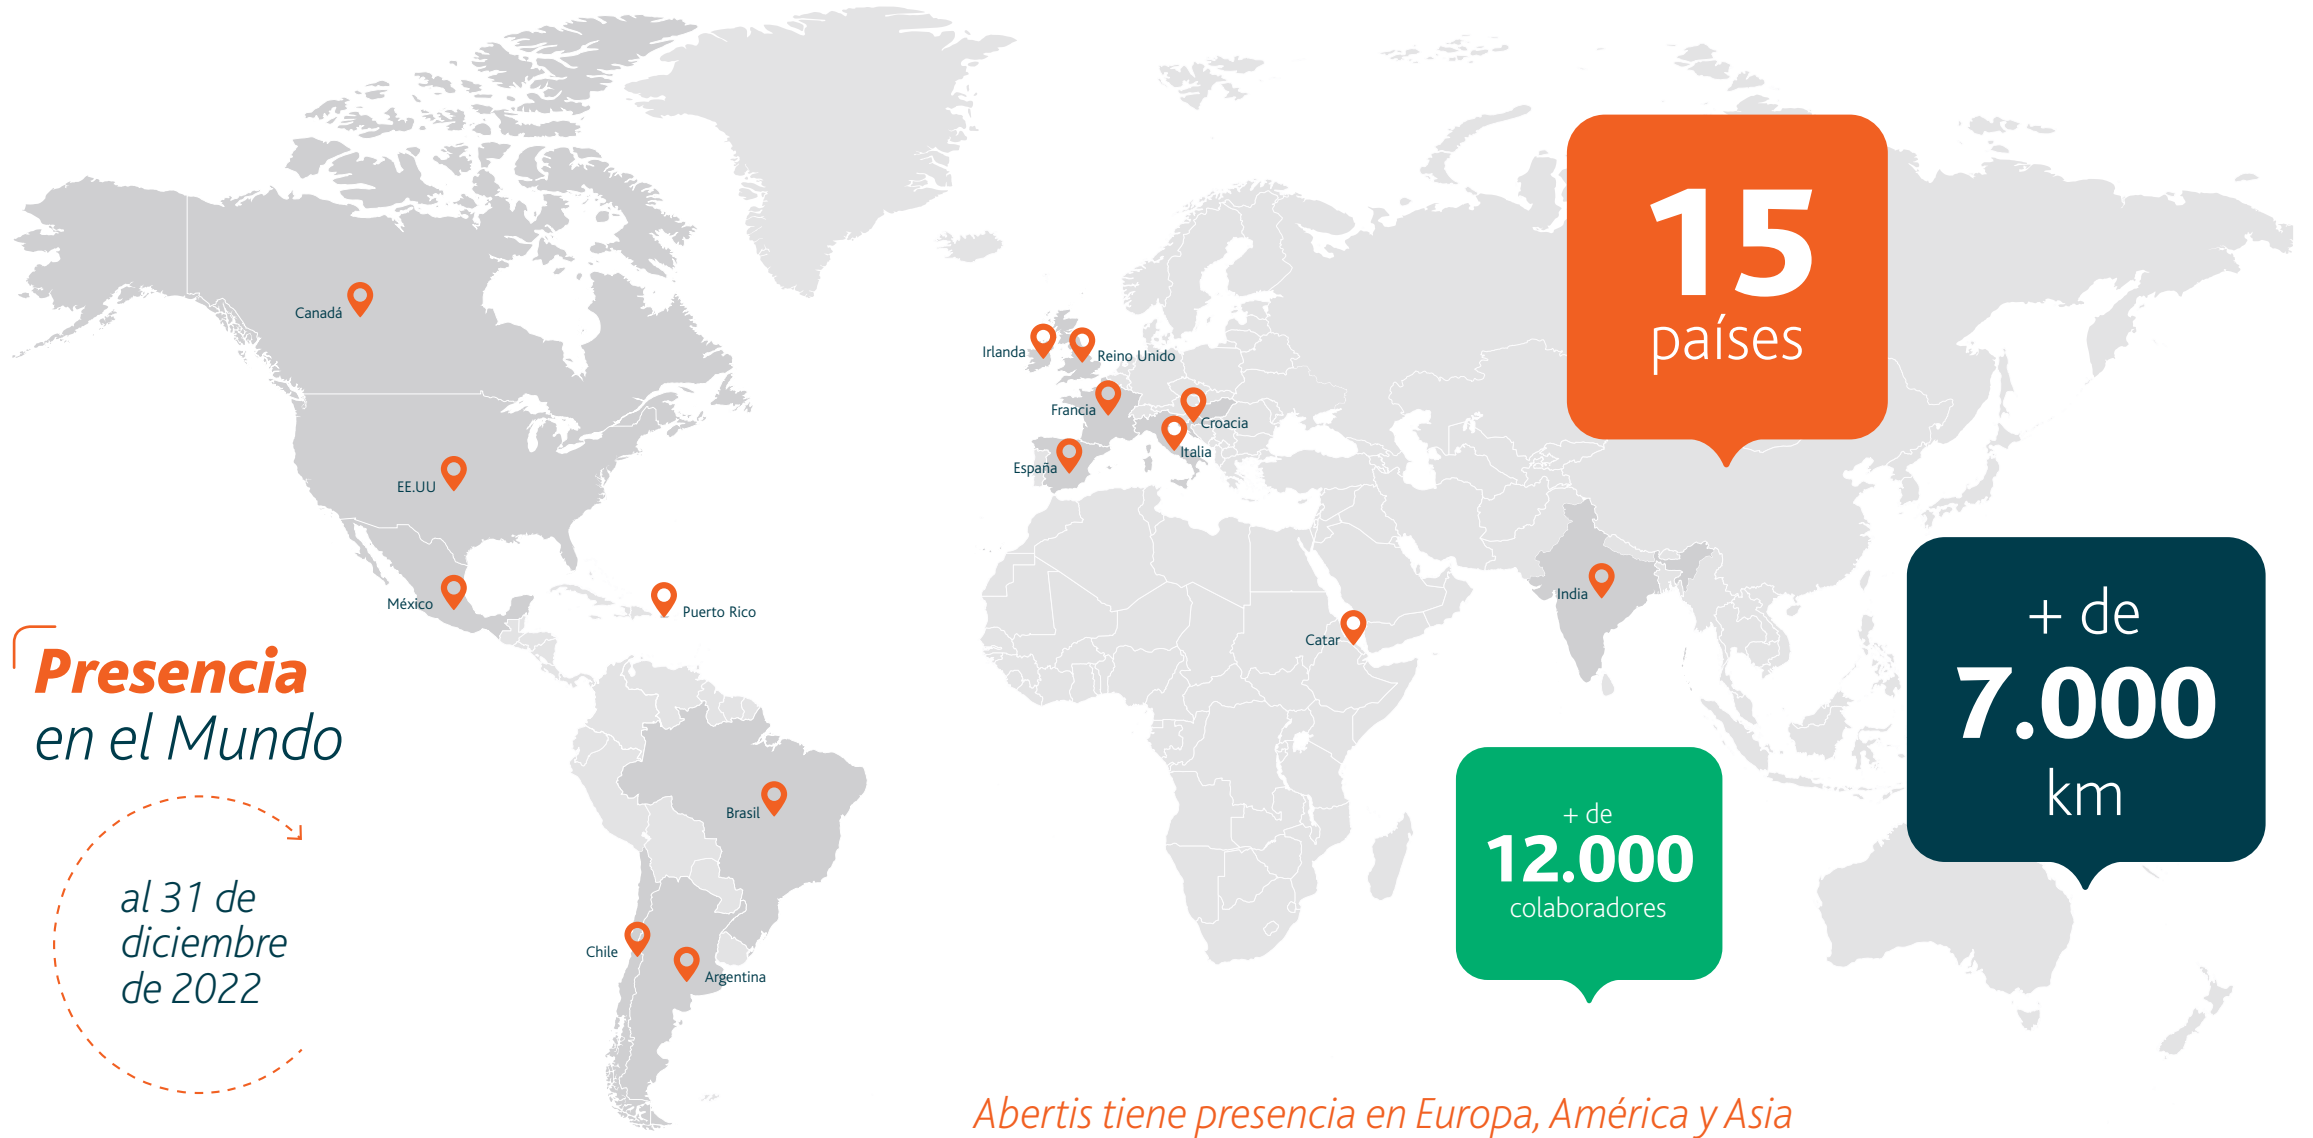 15
países
Canadá
Irlanda
Reino Unido
Francia
Croacia
Italia
España
EE.UU
México
Puerto Rico
India
Catar
+ de
7.000
km
Presencia
en el Mundo
Brasil
+ de
12.000
colaboradores
al 31 de
diciembre
de 2022
Chile
Argentina
Abertis tiene presencia en Europa, América y Asia